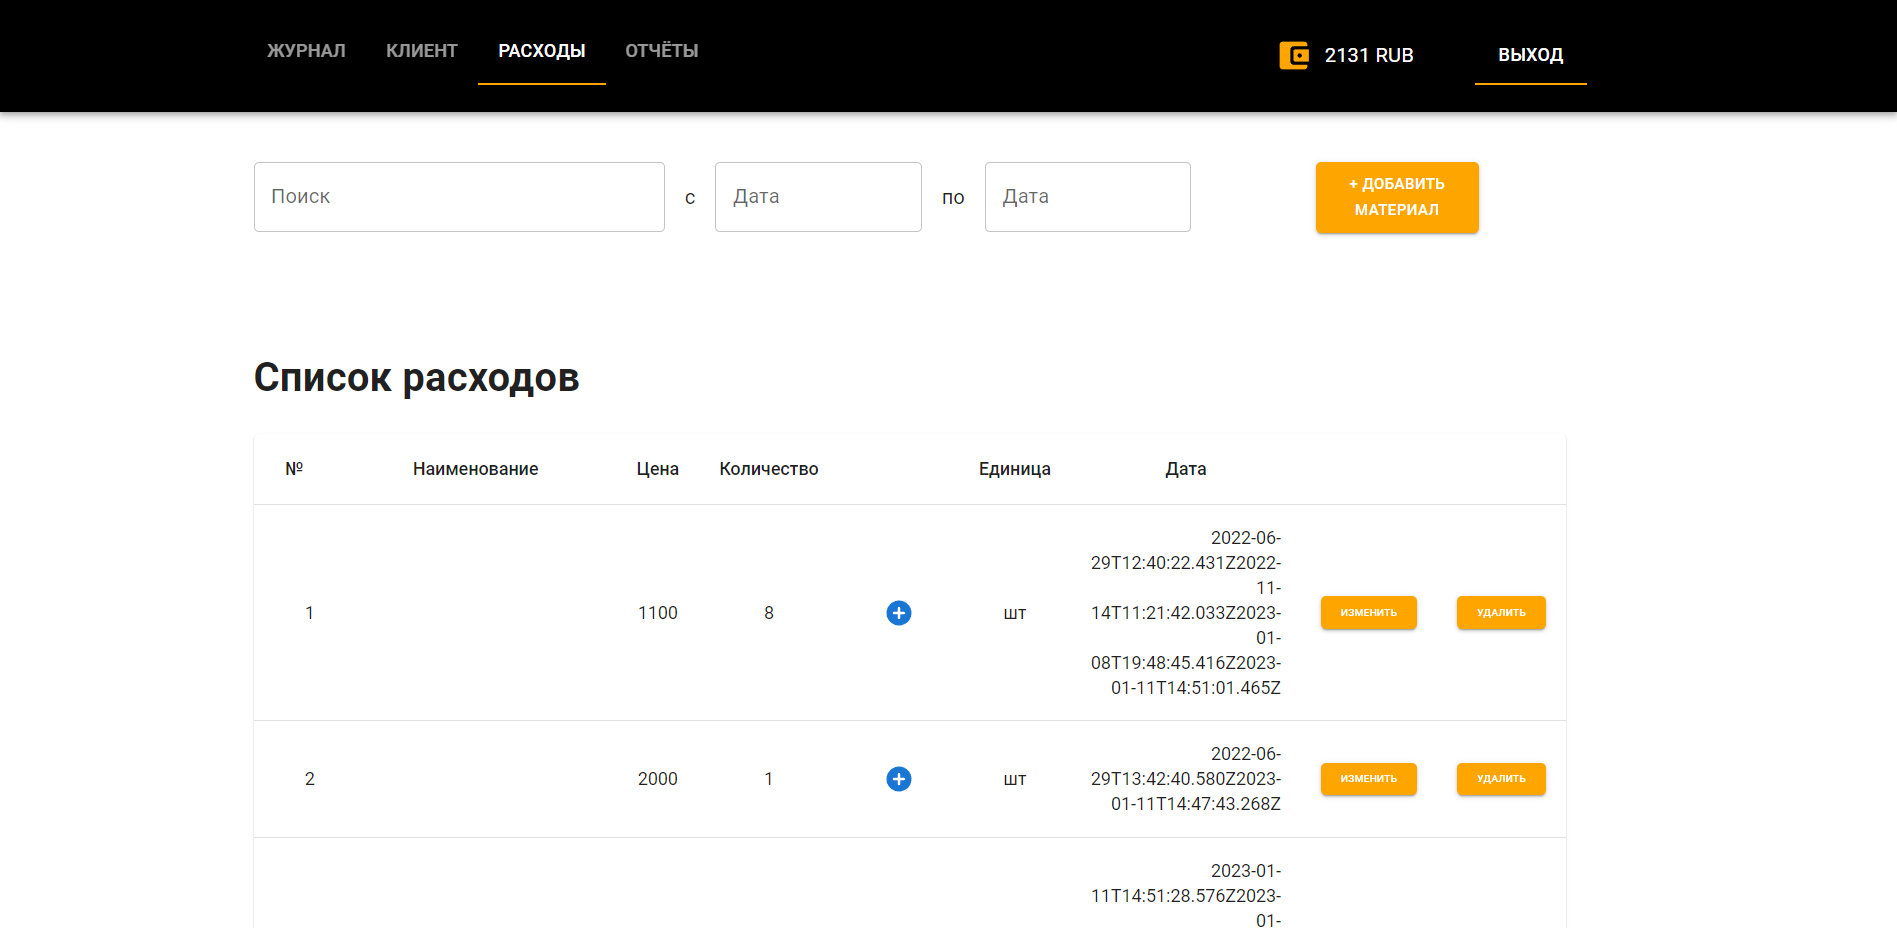 ЖУРНАЛ КЛИЕНТ РАСХОДЫ ОТЧЁТЫ 2131 RUB ВЫХОД
Поиск с Дата по Дата
+ ДОБАВИТЬ
МАТЕРИАЛ
Список расходов
№ Наименование Цена Количество Единица Дата
2022-06-
29T12:40:22.431Z2022-
11-
1 1100 8 шт 14T11:21:42.033Z2023- ИЗМЕНИТЬ УДАЛИТЬ
01-
08T19:48:45.416Z2023-
01-11T14:51:01.465Z
2022-06-
2 2000 1 шт 29T13:42:40.580Z2023- ИЗМЕНИТЬ УДАЛИТЬ
01-11T14:47:43.268Z
2023-01-
11T14:51:28.576Z2023-
01-